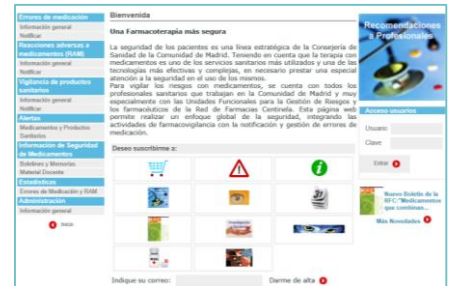 Errores de medicación
Información general
Notificar
Reacciones adversas a
medicamentos (RAM)
Información general
Notificar
Vigilancia de productos
sanitarios
Información general
Notificar
Alertas
Medicamentos y Productos
Sanitarios
Información de Seguridad
de Medicamentos
Boletines y Memorias
Material Docente
Estadísticas
Errores de Medicación y RAM
Administración
Información general
Inicio
Bienvenida
Una Farmacoterapia más segura
La seguridad de los pacientes es una línea estratégica de la Consejería de
Sanidad de la Comunidad de Madrid. Teniendo en cuenta que la terapia con
medicamentos es uno de los servicios sanitarios más utilizados y una de las
tecnologías más efectivas y complejas, en necesario prestar una especial
atención a la seguridad en el uso de los mismos.
Para vigilar los riesgos con medicamentos, se cuenta con todos los
profesionales sanitarios que trabajan en la Comunidad de Madrid y muy
especialmente con las Unidades Funcionales para la Gestión de Riesgos y
los farmacéuticos de la Red de Farmacias Centinela. Esta página web
permite realizar un enfoque global de la seguridad, integrando las
actividades de farmacovigilancia con la notificación y gestión de errores de
medicación.
Deseo suscribirme a:
Indique su correo:
Darme de alta
Recomendaciones
a Profesionales
Acceso usuarios
Usuario
Clave
Entrar
Nuevo Boletín de la
RFC:"Medicamentos
que combinan...
Más Novedades